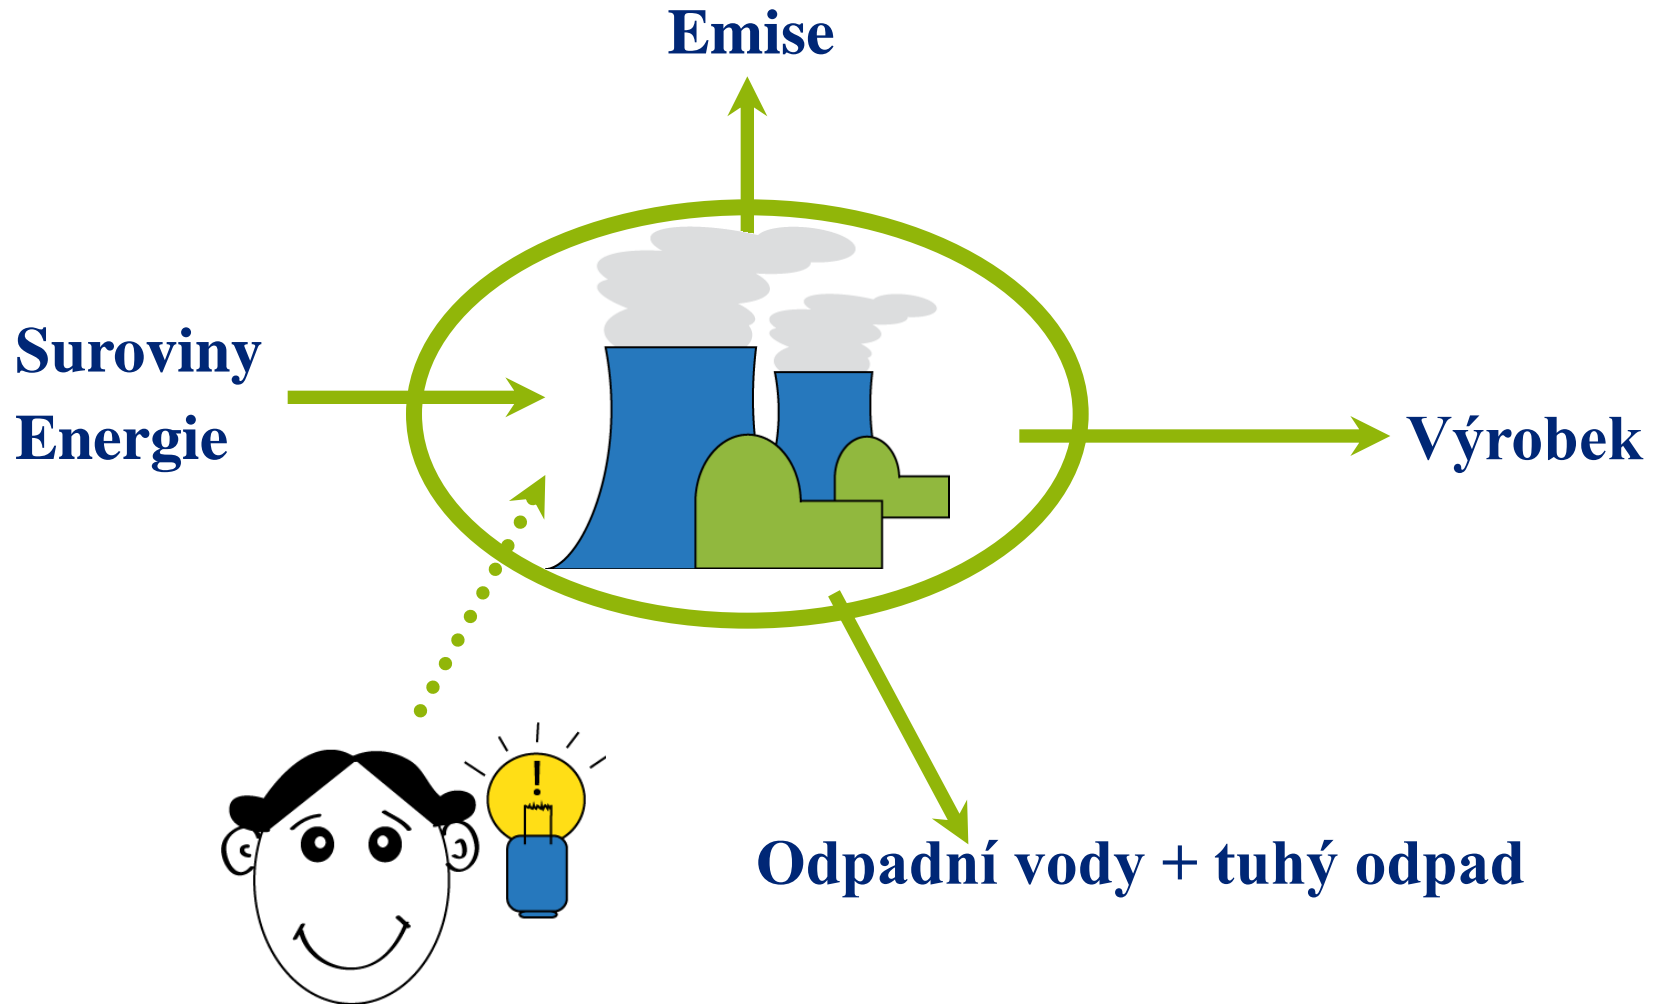 Emise
Suroviny
Energie
Výrobek
!
Odpadní vody + tuhý odpad